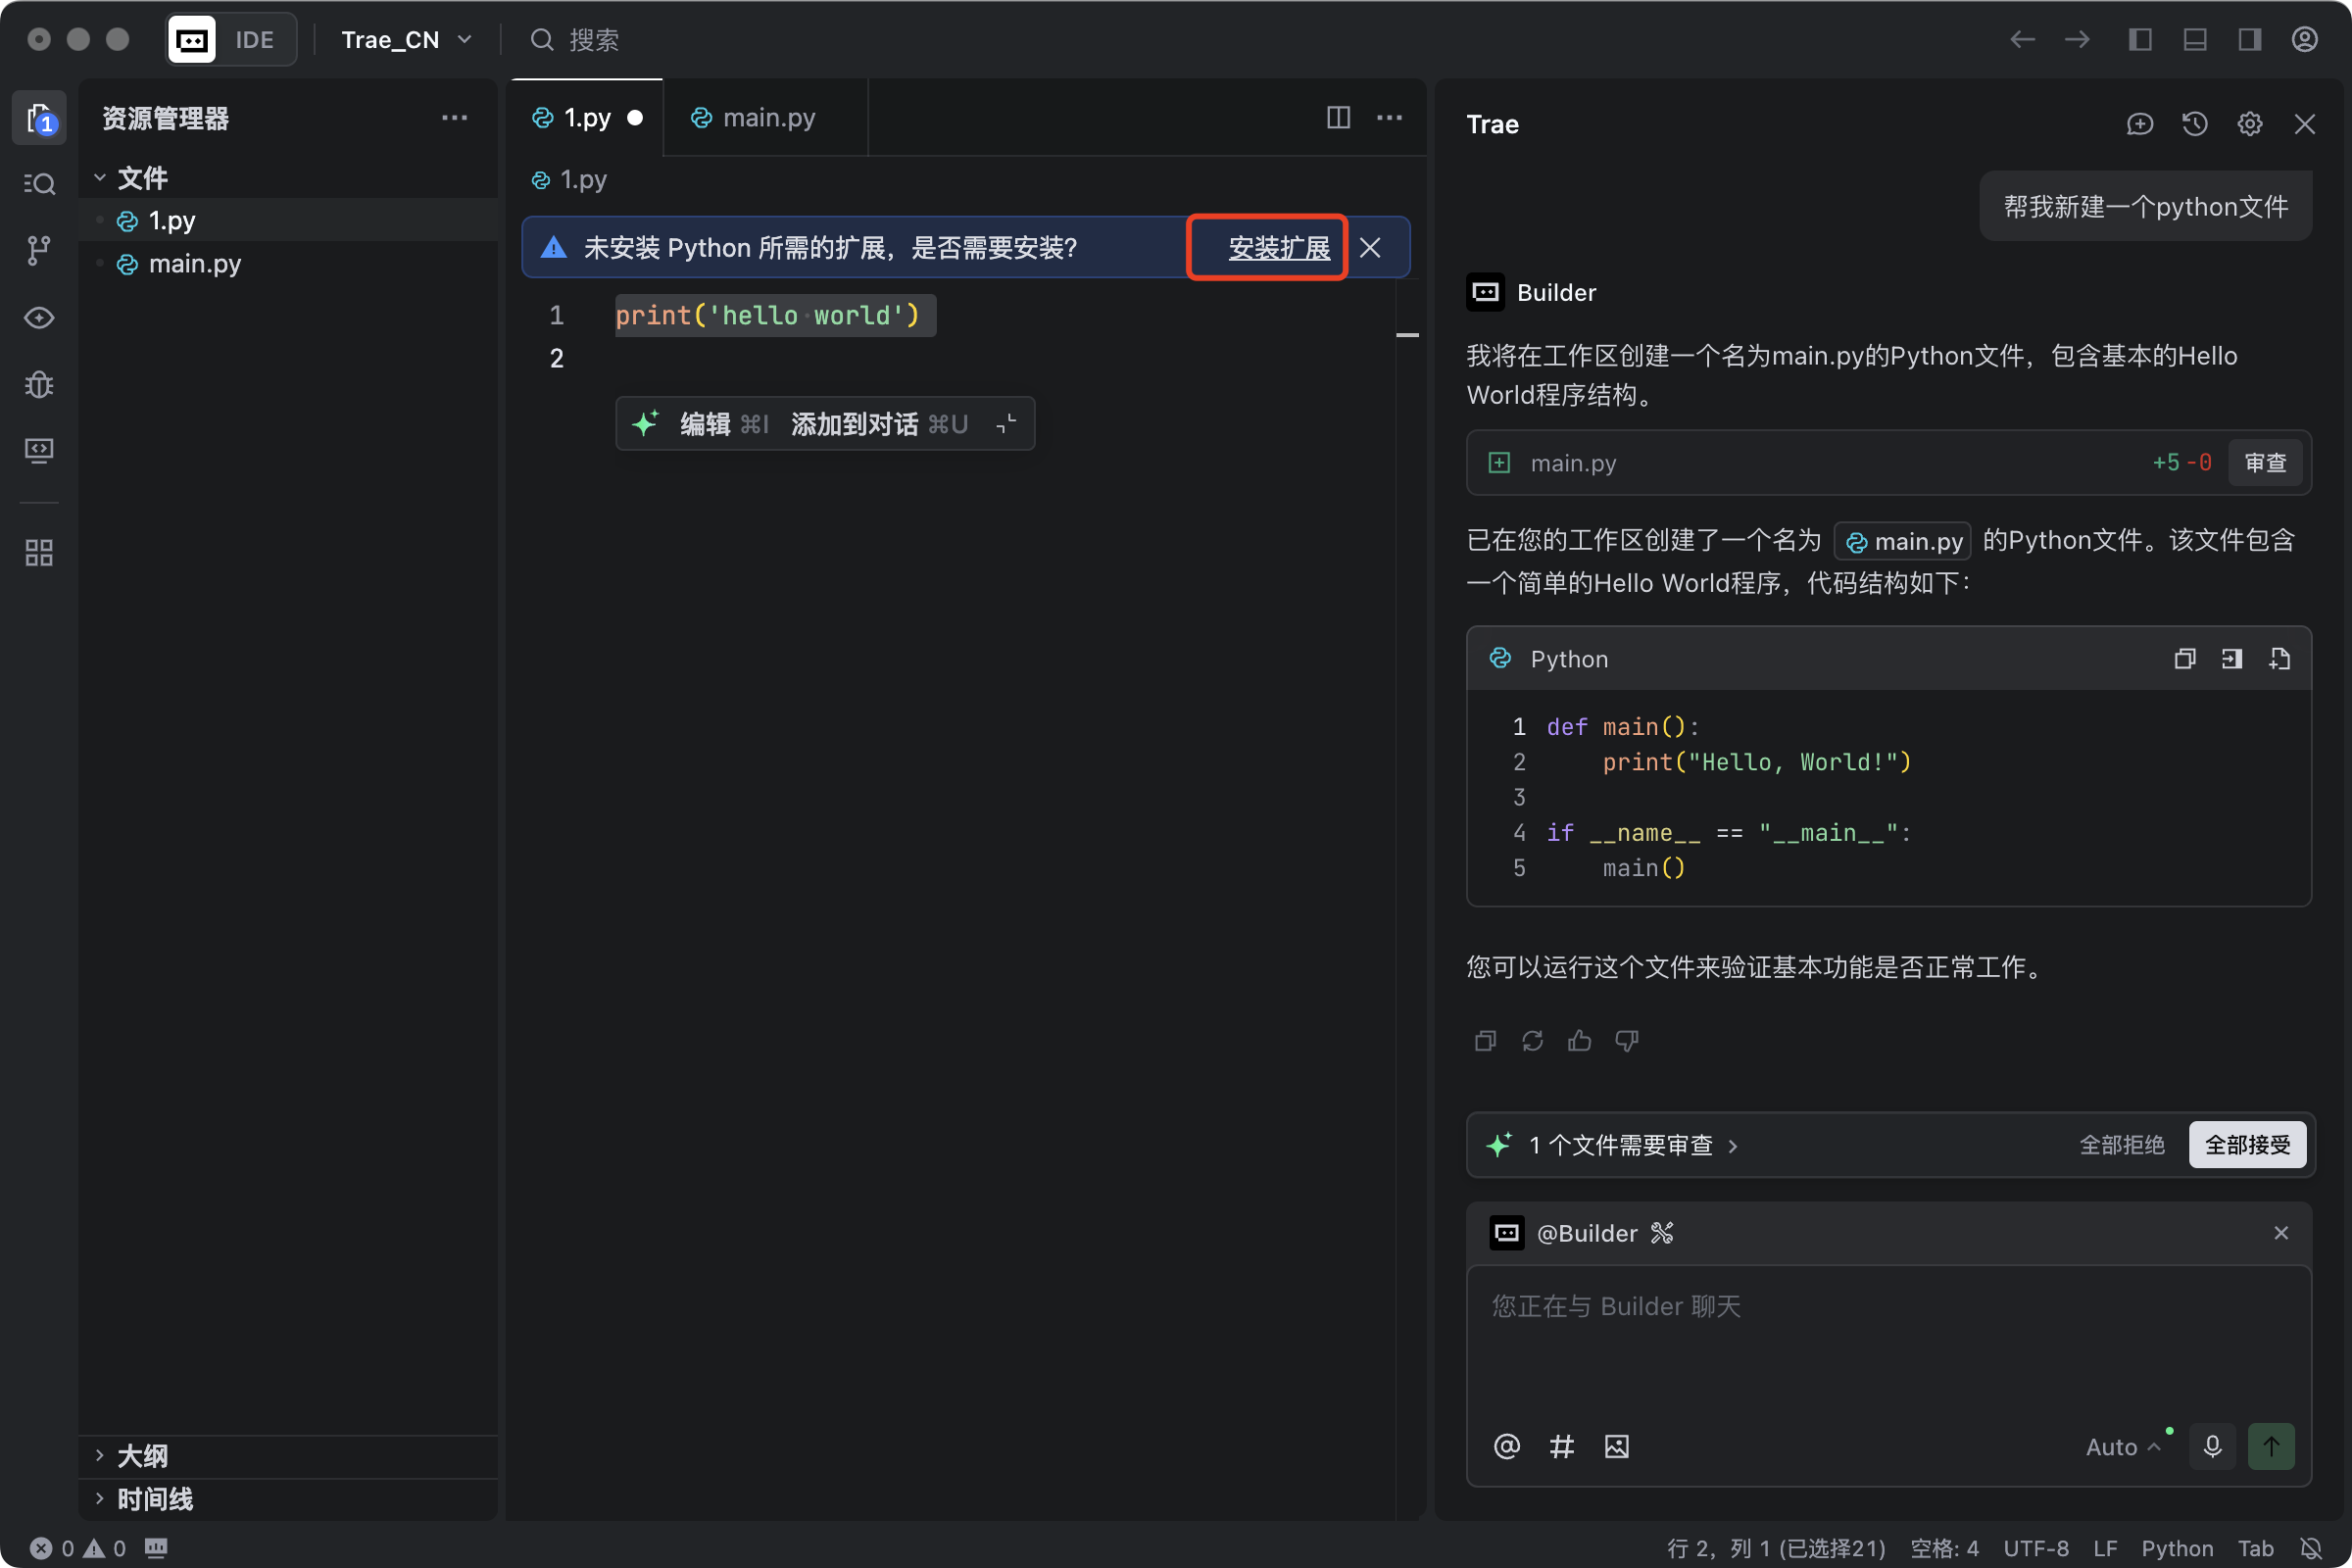 IDE
Trae_CN
搜索
资源管理器
1
文件
1.py
main.py
大纲
时间线
1.py
main.py
1.py
未安装 Python 所需的扩展，是否需要安装？
安装扩展
1 print('hello world')
2
编辑 ⌘I 添加到对话 ⌘U
Trae
帮我新建一个python文件
Builder
我将在工作区创建一个名为main.py的Python文件，包含基本的Hello
World程序结构。
main.py +5 -0 审查
已在您的工作区创建了一个名为 main.py 的Python文件。该文件包含
一个简单的Hello World程序，代码结构如下：
Python
1 def main():
2     print("Hello, World!")
3
4 if __name__ == "__main__":
5     main()
您可以运行这个文件来验证基本功能是否正常工作。
1 个文件需要审查
全部拒绝
全部接受
@Builder
您正在与 Builder 聊天
Auto
0 0
行 2，列 1 (已选择21) 空格: 4 UTF-8 LF Python Tab